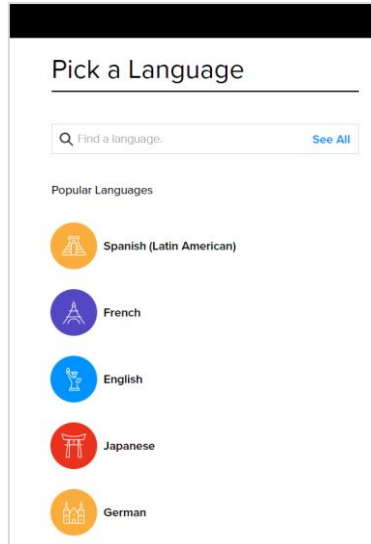 Pick a Language
Find a language.
See All
Popular Languages
Spanish (Latin American)
French
English
Japanese
German